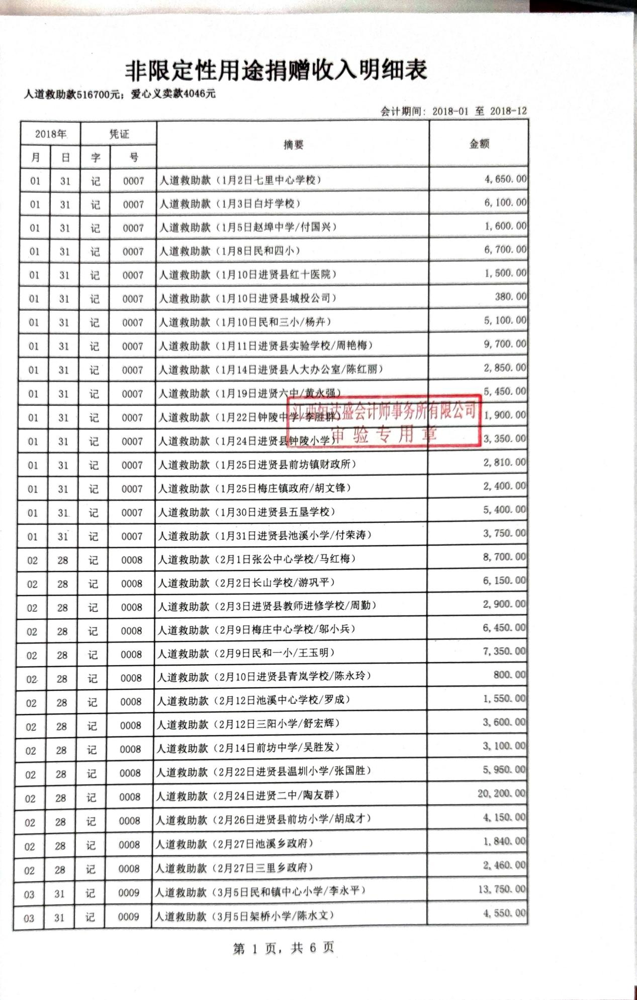 非限定性用途捐赠收入明细表
人道救助款516700元；爱心义卖款4046元
会计期间: 2018-01 至 2018-12
2018年 凭证 摘要 金额
月 日 字 号
01 31 记 0007 人道救助款（1月2日七里中心学校） 4,650.00
01 31 记 0007 人道救助款（1月3日白圩学校） 6,100.00
01 31 记 0007 人道救助款（1月5日赵埠中学/付国兴） 1,600.00
01 31 记 0007 人道救助款（1月8日民和四小） 6,700.00
01 31 记 0007 人道救助款（1月10日进贤县红十医院） 1,500.00
01 31 记 0007 人道救助款（1月10日进贤县城投公司） 380.00
01 31 记 0007 人道救助款（1月10日民和三小/杨卉） 5,100.00
01 31 记 0007 人道救助款（1月11日进贤县实验学校/周艳梅） 9,700.00
01 31 记 0007 人道救助款（1月14日进贤县人大办公室/陈红丽） 2,850.00
01 31 记 0007 人道救助款（1月19日进贤六中/黄永强） 5,450.00
江西恒达盛会计师事务所有限公司
01 31 记 0007 人道救助款（1月22日钟陵中学/李胜群） 1,900.00
审验专用章
01 31 记 0007 人道救助款（1月24日进贤县钟陵小学） 3,350.00
01 31 记 0007 人道救助款（1月25日进贤县前坊镇财政所） 2,810.00
01 31 记 0007 人道救助款（1月25日梅庄镇政府/胡文锋） 2,400.00
01 31 记 0007 人道救助款（1月30日进贤县五垦学校） 5,400.00
01 31 记 0007 人道救助款（1月31日进贤县池溪小学/付荣涛） 3,750.00
02 28 记 0008 人道救助款（2月1日张公中心学校/马红梅） 8,700.00
02 28 记 0008 人道救助款（2月2日长山学校/游巩平） 6,150.00
02 28 记 0008 人道救助款（2月3日进贤县教师进修学校/周勤） 2,900.00
02 28 记 0008 人道救助款（2月9日梅庄中心学校/邬小兵） 6,450.00
02 28 记 0008 人道救助款（2月9日民和一小/王玉明） 7,350.00
02 28 记 0008 人道救助款（2月10日进贤县青岚学校/陈永玲） 800.00
02 28 记 0008 人道救助款（2月12日池溪中心学校/罗成） 1,550.00
02 28 记 0008 人道救助款（2月12日三阳小学/舒宏辉） 3,600.00
02 28 记 0008 人道救助款（2月14日前坊中学/吴胜发） 3,100.00
02 28 记 0008 人道救助款（2月22日进贤县温圳小学/张国胜） 5,950.00
02 28 记 0008 人道救助款（2月24日进贤二中/陶友群） 20,200.00
02 28 记 0008 人道救助款（2月26日进贤县前坊小学/胡成才） 4,150.00
02 28 记 0008 人道救助款（2月27日池溪乡政府） 1,840.00
02 28 记 0008 人道救助款（2月27日三里乡政府） 2,460.00
03 31 记 0009 人道救助款（3月5日民和镇中心小学/李永平） 13,750.00
03 31 记 0009 人道救助款（3月5日架桥小学/陈水文） 4,550.00
第 1 页，共 6 页